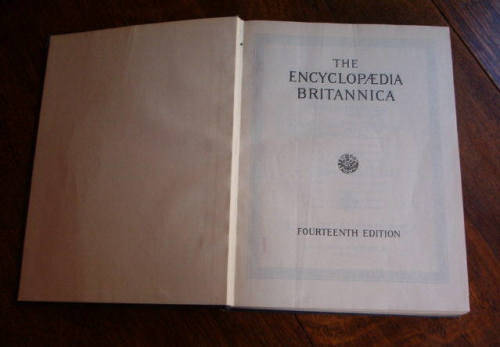 THE
ENCYCLOPÆDIA
BRITANNICA
FOURTEENTH EDITION